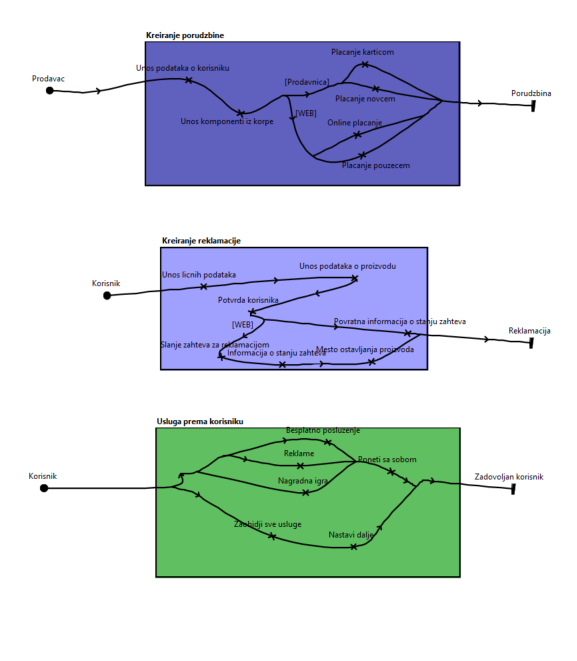 Kreiranje porudzbine
Placanje karticom
Unos podataka o korisniku
Prodavac
[Prodavnica]
Porudzbina
Placanje novcem
[WEB]
Unos komponenti iz korpe
Online placanje
Placanje pouzecem
Kreiranje reklamacije
Unos podataka o proizvodu
Unos licnih podataka
Korisnik
Potvrda korisnika
[WEB]
Povratna informacija o stanju zahteva
Reklamacija
Slanje zahteva za reklamacijom
Informacija o stanju zahteva
Mesto ostavljanja proizvoda
Usluga prema korisniku
Besplatno posluzenje
Reklame
Poneti sa sobom
Korisnik
Zadovoljan korisnik
Nagradna igra
Zaobidji sve usluge
Nastavi dalje